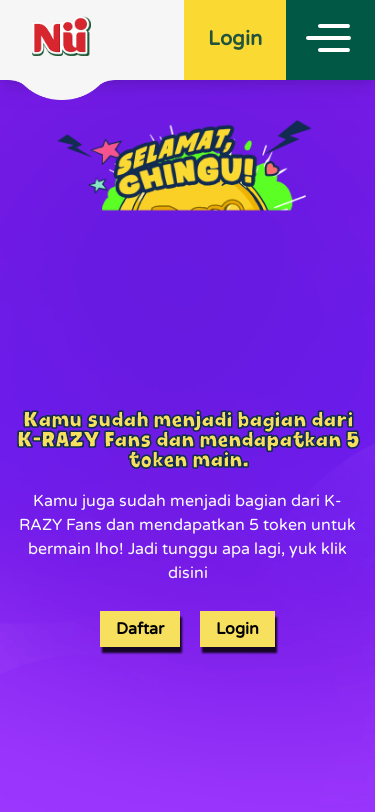 Nü
Login
SELAMAT,
CHINGU!
Kamu sudah menjadi bagian dari
K-RAZY Fans dan mendapatkan 5
token main.
Kamu juga sudah menjadi bagian dari K-
RAZY Fans dan mendapatkan 5 token untuk
bermain lho! Jadi tunggu apa lagi, yuk klik
disini
Daftar
Login